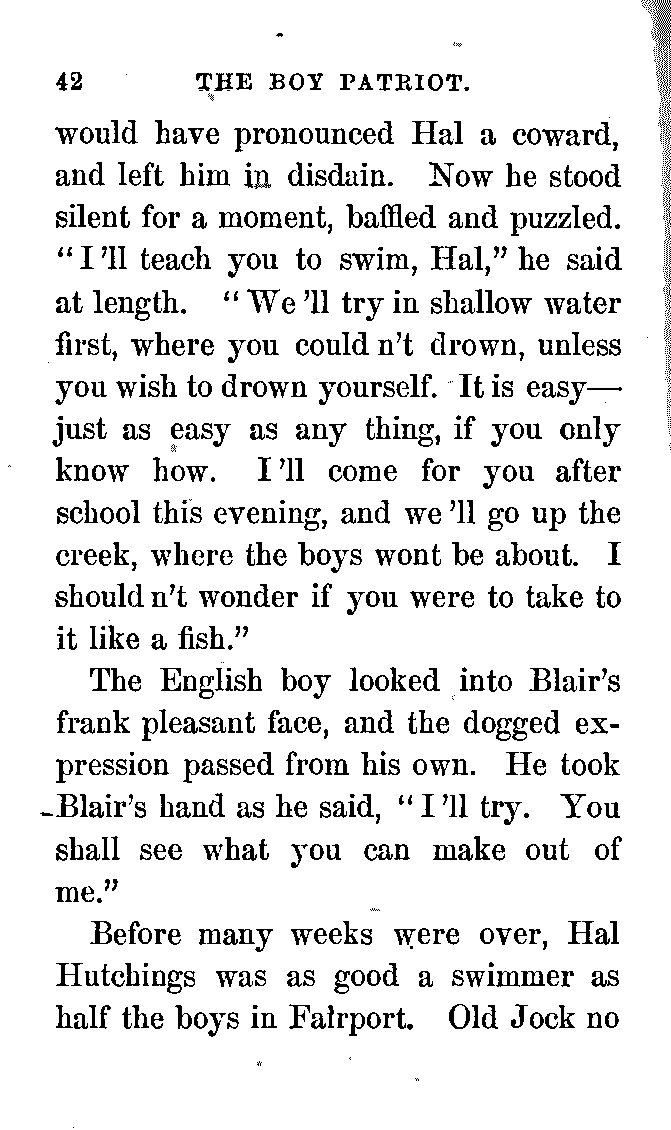 42 THE BOY PATRIOT.
would have pronounced Hal a coward,
and left him in disdain. Now he stood
silent for a moment, baffled and puzzled.
“I ’ll teach you to swim, Hal,” he said
at length. “We ’ll try in shallow water
first, where you could n’t drown, unless
you wish to drown yourself. It is easy—
just as easy as any thing, if you only
know how. I ’ll come for you after
school this evening, and we ’ll go up the
creek, where the boys wont be about. I
should n’t wonder if you were to take to
it like a fish.”
The English boy looked into Blair’s
frank pleasant face, and the dogged ex-
pression passed from his own. He took
Blair’s hand as he said, “I ’ll try. You
shall see what you can make out of
me.”
Before many weeks were over, Hal
Hutchings was as good a swimmer as
half the boys in Fairport. Old Jock no